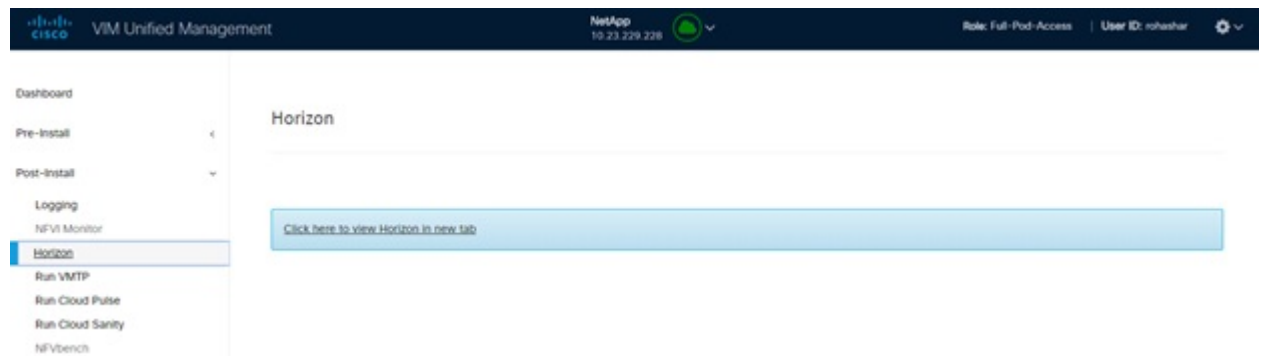 CISCO VIM Unified Management
NetApp
10.23.229.228
Role: Full-Pod-Access | User ID: rohashar
Dashboard
Pre-Install
Post-Install
Logging
NFVI Monitor
Horizon
Run VMTP
Run Cloud Pulse
Run Cloud Sanity
NFVbench
Horizon
Click here to view Horizon in new tab